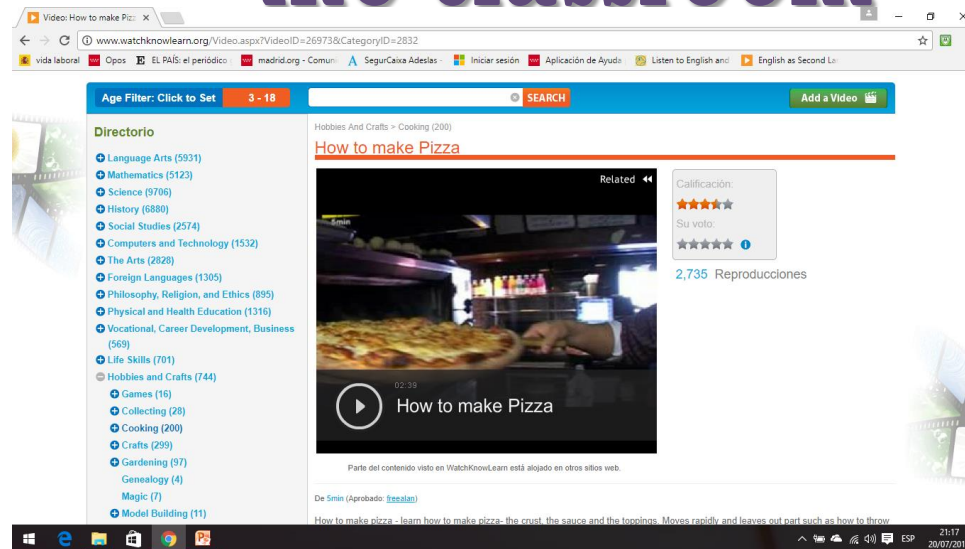 the classroom
Video: How to make Pizz
www.watchknowlearn.org/Video.aspx?VideoID=26973&CategoryID=2832
vida laboral Opos EL PAÍS: el periódico madrid.org - Comuni SegurCaixa Adeslas - Iniciar sesión Aplicación de Ayuda Listen to English and English as Second La
Age Filter: Click to Set 3 - 18 SEARCH Add a Video
Directorio
Language Arts (5931)
Mathematics (5123)
Science (9706)
History (6880)
Social Studies (2574)
Computers and Technology (1532)
The Arts (2828)
Foreign Languages (1305)
Philosophy, Religion, and Ethics (895)
Physical and Health Education (1316)
Vocational, Career Development, Business
(569)
Life Skills (701)
Hobbies and Crafts (744)
Games (16)
Collecting (28)
Cooking (200)
Crafts (299)
Gardening (97)
Genealogy (4)
Magic (7)
Model Building (11)
Hobbies And Crafts > Cooking (200)
How to make Pizza
Related
5min
02:39
How to make Pizza
Calificación:
Su voto:
2,735 Reproducciones
Parte del contenido visto en WatchKnowLearn está alojado en otros sitios web.
De 5min (Aprobado: freealan)
How to make pizza - learn how to make pizza- the crust, the sauce and the toppings. Moves rapidly and leaves out part such as how to throw
ESP
21:17
20/07/201